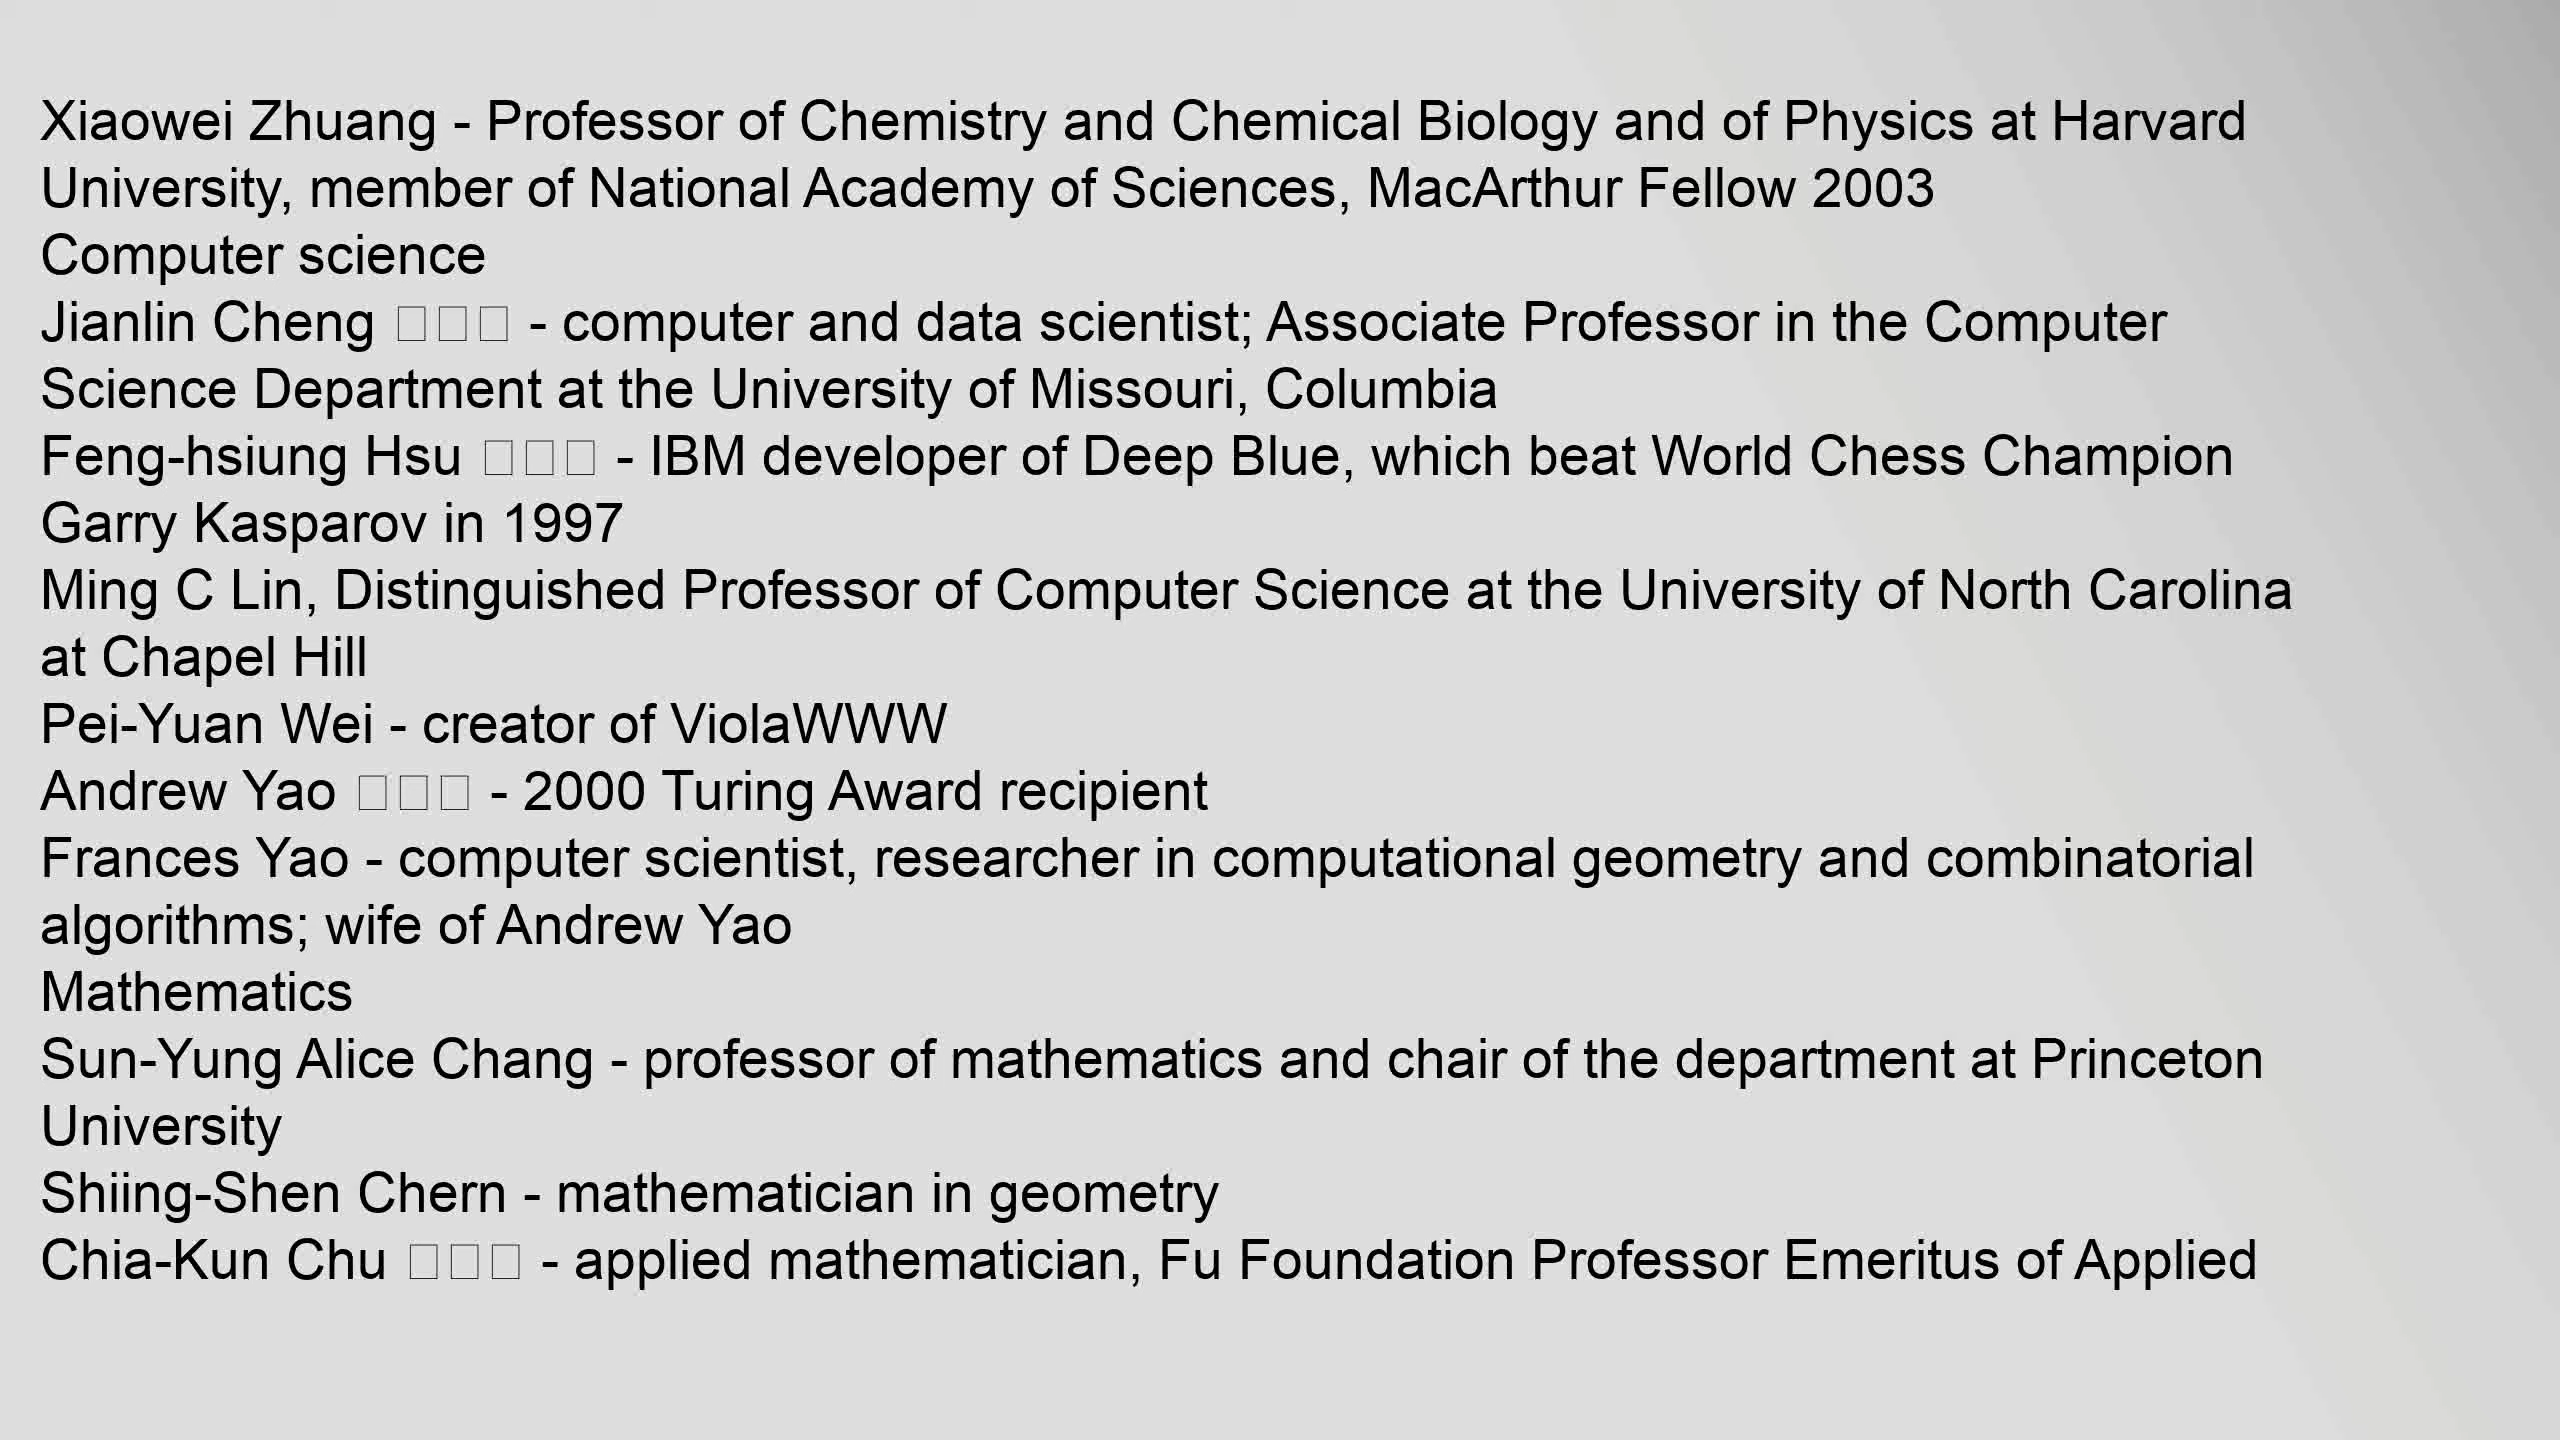 Xiaowei Zhuang - Professor of Chemistry and Chemical Biology and of Physics at Harvard
University, member of National Academy of Sciences, MacArthur Fellow 2003
Computer science
Jianlin Cheng □□□ - computer and data scientist; Associate Professor in the Computer
Science Department at the University of Missouri, Columbia
Feng-hsiung Hsu □□□ - IBM developer of Deep Blue, which beat World Chess Champion
Garry Kasparov in 1997
Ming C Lin, Distinguished Professor of Computer Science at the University of North Carolina
at Chapel Hill
Pei-Yuan Wei - creator of ViolaWWW
Andrew Yao □□□ - 2000 Turing Award recipient
Frances Yao - computer scientist, researcher in computational geometry and combinatorial
algorithms; wife of Andrew Yao
Mathematics
Sun-Yung Alice Chang - professor of mathematics and chair of the department at Princeton
University
Shiing-Shen Chern - mathematician in geometry
Chia-Kun Chu □□□ - applied mathematician, Fu Foundation Professor Emeritus of Applied